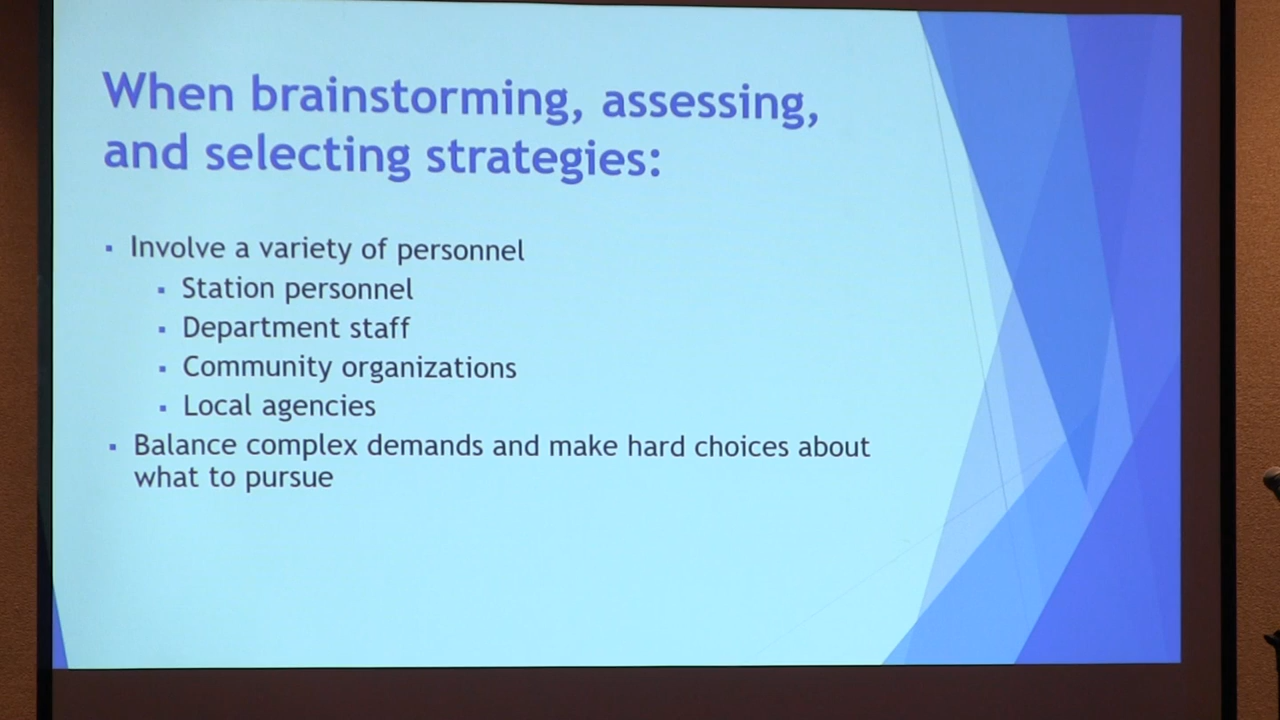 When brainstorming, assessing,
and selecting strategies:
▪ Involve a variety of personnel
▪ Station personnel
▪ Department staff
▪ Community organizations
▪ Local agencies
▪ Balance complex demands and make hard choices about
what to pursue